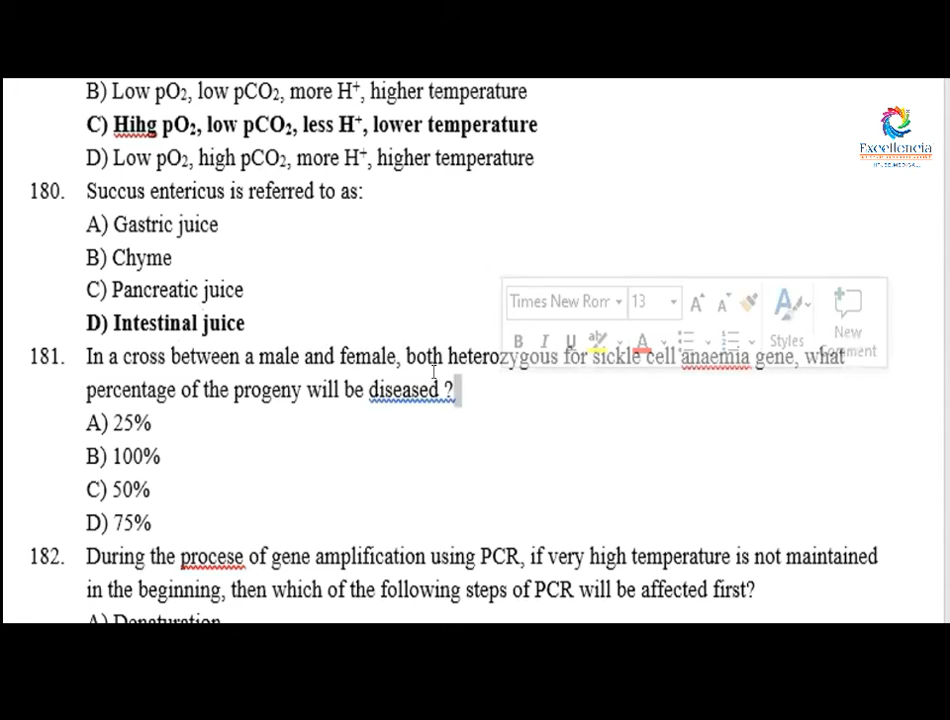 B) Low pO₂, low pCO₂, more H⁺, higher temperature
C) Hihg pO₂, low pCO₂, less H⁺, lower temperature
D) Low pO₂, high pCO₂, more H⁺, higher temperature
Excellencia
180. Succus entericus is referred to as:
A) Gastric juice
B) Chyme
C) Pancreatic juice
D) Intestinal juice
Times New Rom 13
B I U Styles New Comment
181. In a cross between a male and female, both heterozygous for sickle cell anaemia gene, what
percentage of the progeny will be diseased ?
A) 25%
B) 100%
C) 50%
D) 75%
182. During the procese of gene amplification using PCR, if very high temperature is not maintained
in the beginning, then which of the following steps of PCR will be affected first?
A) Denaturation